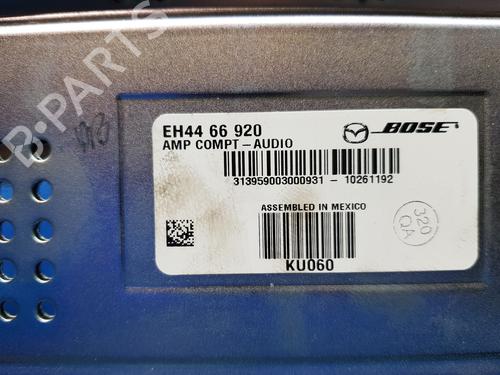 B-PARTS
EH44 66 920
AMP COMPT-AUDIO
BOSE
313959003000931 - 10261192
ASSEMBLED IN MEXICO
320
QA
KU060